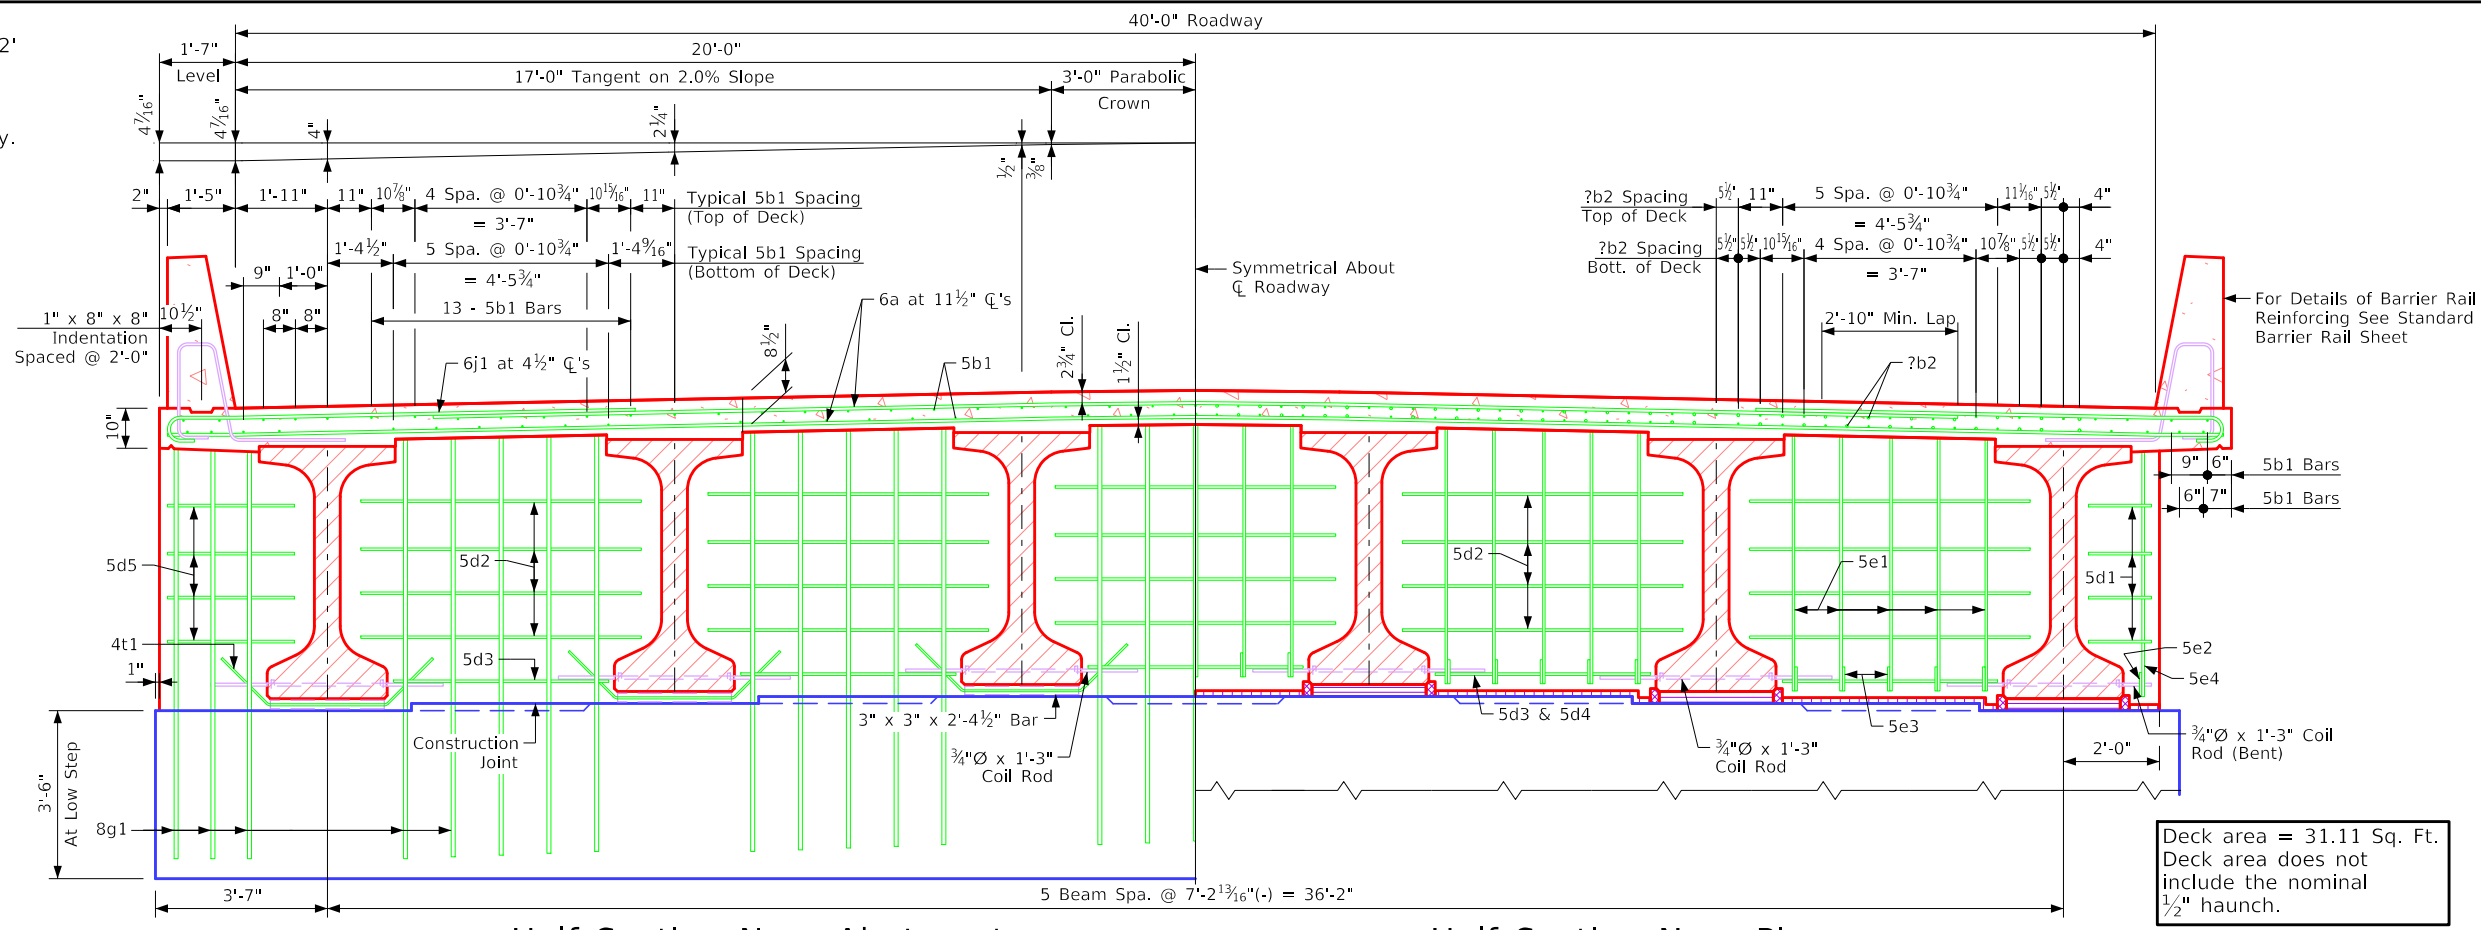 40'-0" Roadway
2'
1'-7"
20'-0"
Level
17'-0" Tangent on 2.0% Slope
3'-0" Parabolic
Crown
y.
4 7/16"
4 7/16"
4"
2 1/4"
1/2"
3/8"
2"
1'-5"
1'-11"
11"
10 7/8"
4 Spa. @ 0'-10 3/4"
= 3'-7"
10 15/16"
11"
Typical 5b1 Spacing
(Top of Deck)
1'-4 1/2"
5 Spa. @ 0'-10 3/4"
= 4'-5 3/4"
1'-4 9/16"
Typical 5b1 Spacing
(Bottom of Deck)
9"
1'-0"
13 - 5b1 Bars
8"
8"
10 1/2"
1" x 8" x 8"
Indentation
Spaced @ 2'-0"
6j1 at 4 1/2" ℄'s
8 1/2"
6a at 11 1/2" ℄'s
5b1
2 3/4" Cl.
1 1/2" Cl.
Symmetrical About
℄ Roadway
?b2 Spacing
Top of Deck
5 1/2"
11"
5 Spa. @ 0'-10 3/4"
= 4'-5 3/4"
11 1/16"
5 1/2"
4"
?b2 Spacing
Bott. of Deck
5 1/2"
5 1/2"
10 15/16"
4 Spa. @ 0'-10 3/4"
= 3'-7"
10 7/8"
5 1/2"
5 1/2"
4"
2'-10" Min. Lap
?b2
For Details of Barrier Rail
Reinforcing See Standard
Barrier Rail Sheet
10"
9"
6"
5b1 Bars
6"
7"
5b1 Bars
5d5
5d2
5d2
5e1
5d1
4t1
5d3
1"
5e2
5e4
3" x 3" x 2'-4 1/2" Bar
5d3 & 5d4
5e3
Construction
Joint
3/4"Ø x 1'-3"
Coil Rod
3/4"Ø x 1'-3"
Coil Rod
3/4"Ø x 1'-3" Coil
Rod (Bent)
2'-0"
3'-6"
At Low Step
8g1
3'-7"
5 Beam Spa. @ 7'-2 13/16"(-) = 36'-2"
Deck area = 31.11 Sq. Ft.
Deck area does not
include the nominal
1/2" haunch.